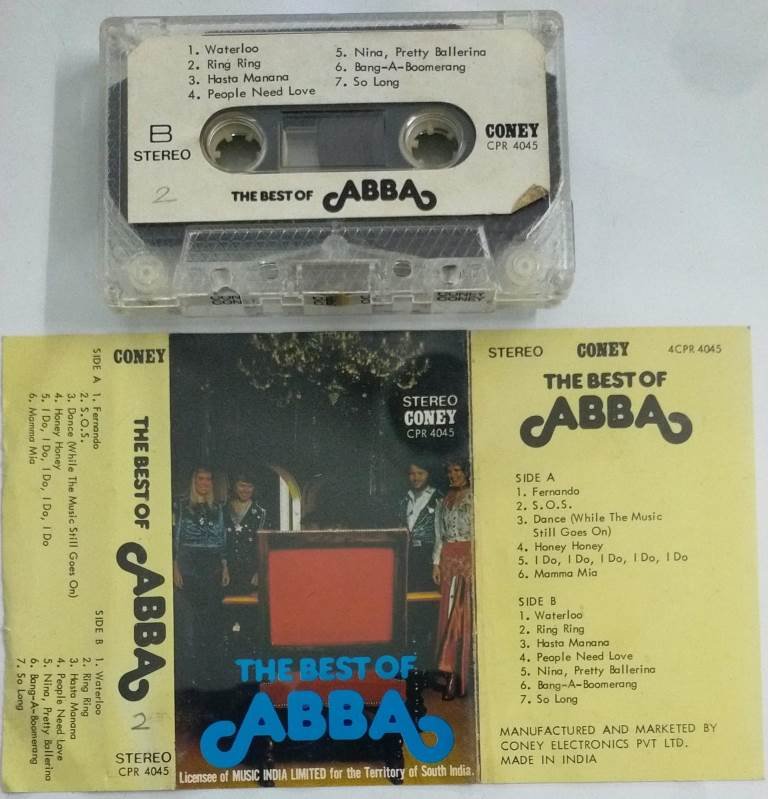 1. Waterloo
2. Ring Ring
3. Hasta Manana
4. People Need Love
5. Nina, Pretty Ballerina
6. Bang-A-Boomerang
7. So Long
B
STEREO
CONEY
CPR 4045
2
THE BEST OF ABBA
CONEY
CONEY
SIDE A 1. Fernando
2. S.O.S.
3. Dance (While The Music Still Goes On)
4. Honey Honey
5. I Do, I Do, I Do, I Do, I Do
6. Mamma Mia
SIDE B 1. Waterloo
2. Ring Ring
3. Hasta Manana
4. People Need Love
5. Nina, Pretty Ballerina
6. Bang-A-Boomerang
7. So Long
CONEY
THE BEST OF ABBA
2
STEREO
CPR 4045
STEREO
CONEY
CPR 4045
THE BEST OF
ABBA
Licensee of MUSIC INDIA LIMITED for the Territory of South India.
STEREO CONEY 4CPR 4045
THE BEST OF
ABBA
SIDE A
1. Fernando
2. S.O.S.
3. Dance (While The Music
Still Goes On)
4. Honey Honey
5. I Do, I Do, I Do, I Do, I Do
6. Mamma Mia
SIDE B
1. Waterloo
2. Ring Ring
3. Hasta Manana
4. People Need Love
5. Nina, Pretty Ballerina
6. Bang-A-Boomerang
7. So Long
MANUFACTURED AND MARKETED BY
CONEY ELECTRONICS PVT LTD.
MADE IN INDIA